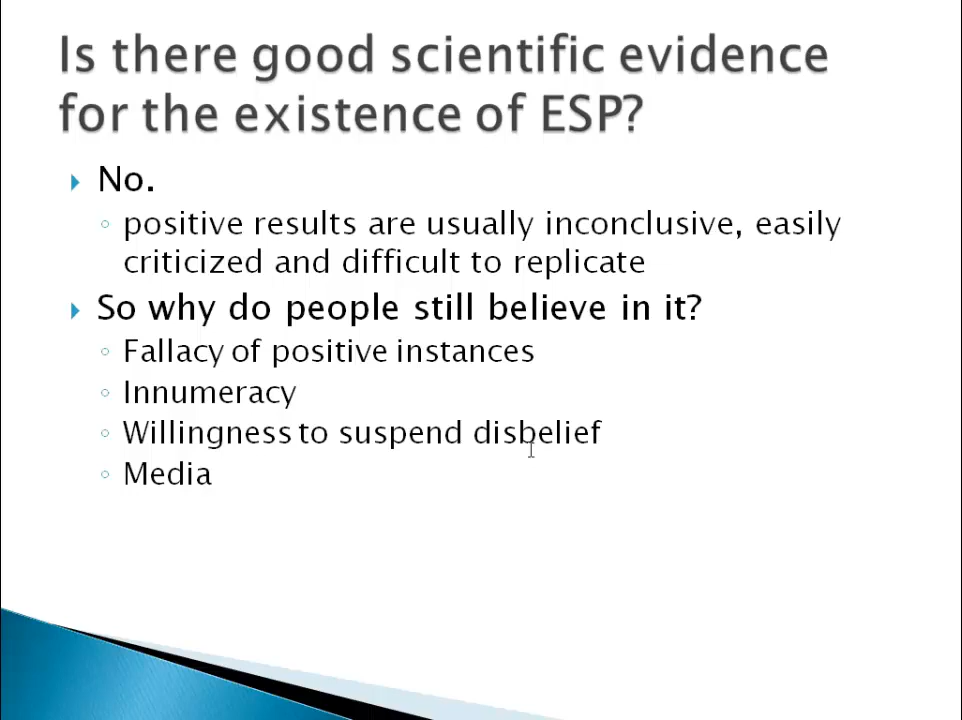 Is there good scientific evidence
for the existence of ESP?
No.
positive results are usually inconclusive, easily
criticized and difficult to replicate
So why do people still believe in it?
Fallacy of positive instances
Innumeracy
Willingness to suspend disbelief
Media